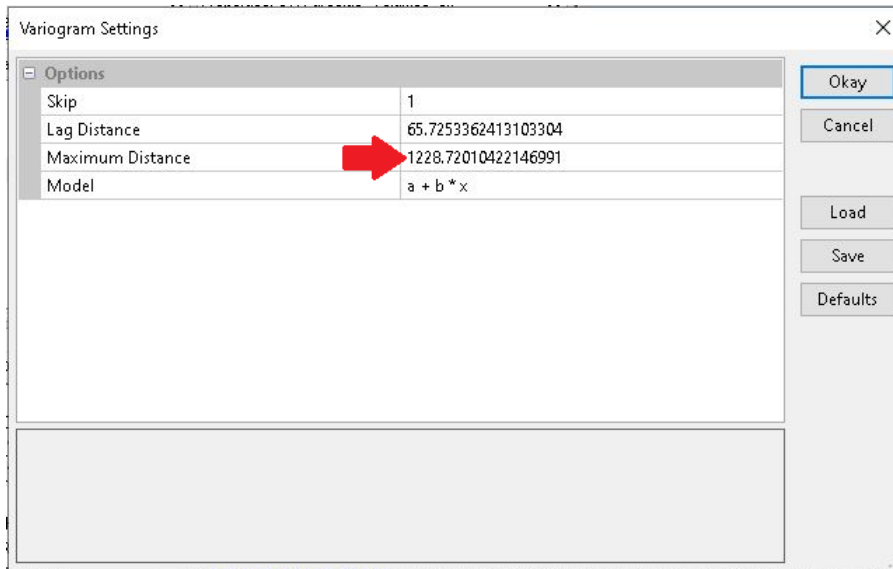 Variogram Settings
Options
Skip 1
Lag Distance 65.7253362413103304
Maximum Distance 1228.72010422146991
Model a + b * x
Okay
Cancel
Load
Save
Defaults